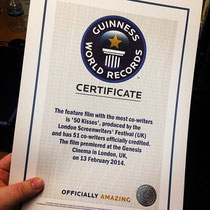 GUINNESS
WORLD RECORDS
CERTIFICATE
The feature film with the most co-writers
is '50 Kisses', produced by the
London Screenwriters' Festival (UK)
and has 51 co-writers officially credited.
The film premiered at the Genesis
Cinema in London, UK,
on 13 February 2014.
OFFICIALLY AMAZING